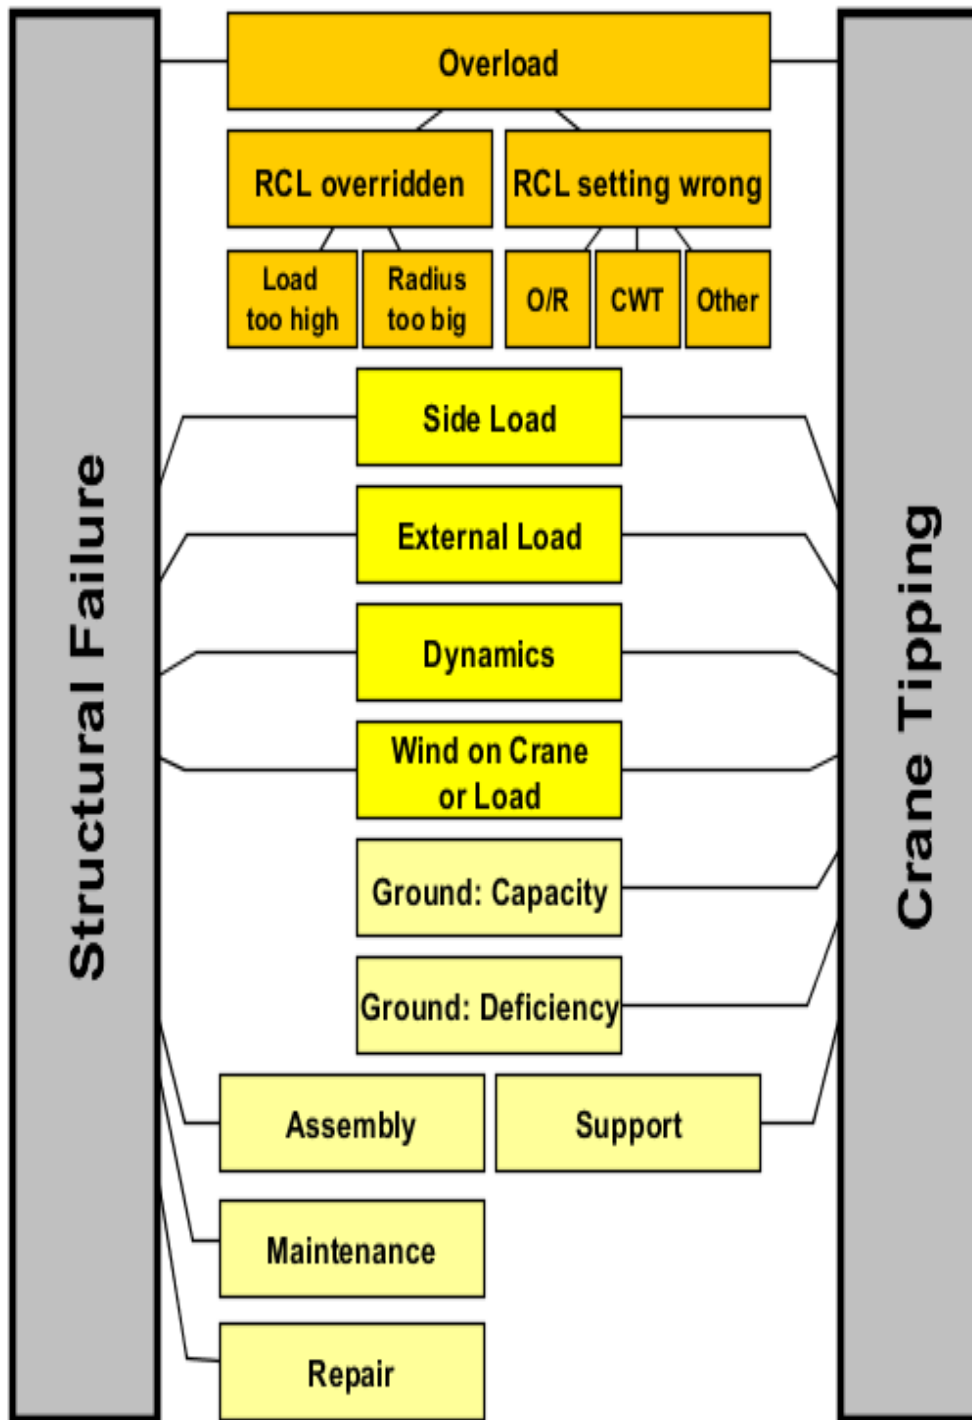 Overload
RCL overridden
RCL setting wrong
Load
too high
Radius
too big
O/R
CWT
Other
Structural Failure
Crane Tipping
Side Load
External Load
Dynamics
Wind on Crane
or Load
Ground: Capacity
Ground: Deficiency
Assembly
Support
Maintenance
Repair